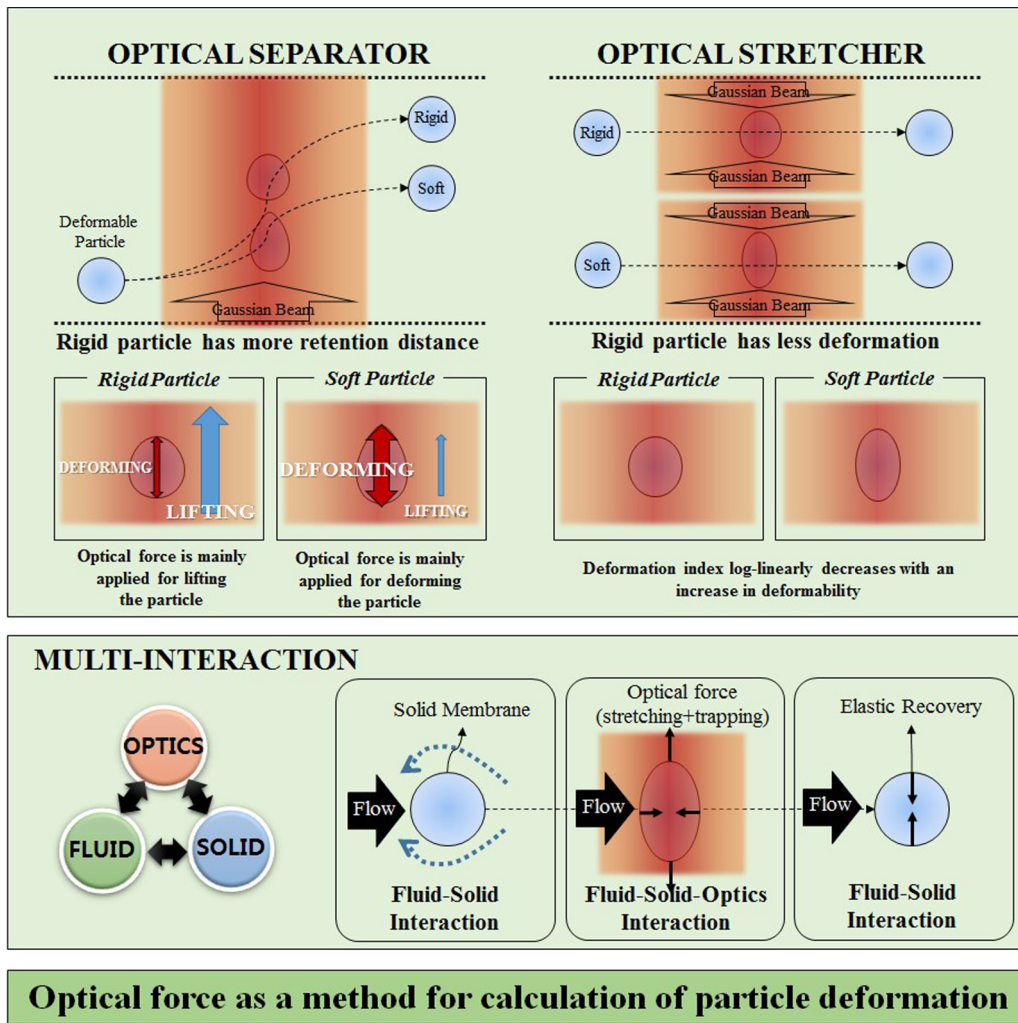 OPTICAL SEPARATOR
Rigid
Soft
Deformable
Particle
Gaussian Beam
Rigid particle has more retention distance
Rigid Particle
DEFORMING
LIFTING
Optical force is mainly
applied for lifting
the particle
Soft Particle
DEFORMING
LIFTING
Optical force is mainly
applied for deforming
the particle
OPTICAL STRETCHER
Gaussian Beam
Rigid
Gaussian Beam
Gaussian Beam
Soft
Gaussian Beam
Rigid particle has less deformation
Rigid Particle
Soft Particle
Deformation index log-linearly decreases with an
increase in deformability
MULTI-INTERACTION
OPTICS
FLUID
SOLID
Solid Membrane
Flow
Fluid-Solid
Interaction
Optical force
(stretching+trapping)
Flow
Fluid-Solid-Optics
Interaction
Elastic Recovery
Flow
Fluid-Solid
Interaction
Optical force as a method for calculation of particle deformation